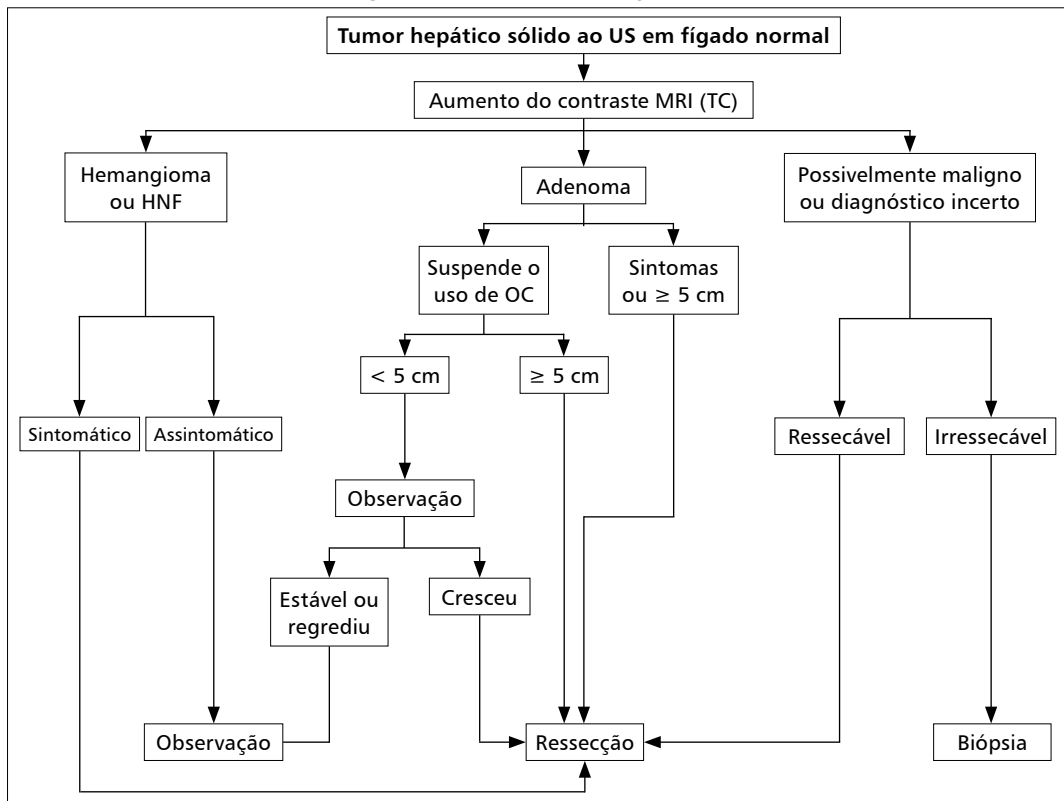 Tumor hepático sólido ao US em fígado normal
Aumento do contraste MRI (TC)
Hemangioma
ou HNF
Adenoma
Possivelmente maligno
ou diagnóstico incerto
Suspende o
uso de OC
Sintomas
ou ≥ 5 cm
< 5 cm
≥ 5 cm
Sintomático
Assintomático
Ressecável
Irressecável
Observação
Estável ou
regrediu
Cresceu
Observação
Ressecção
Biópsia